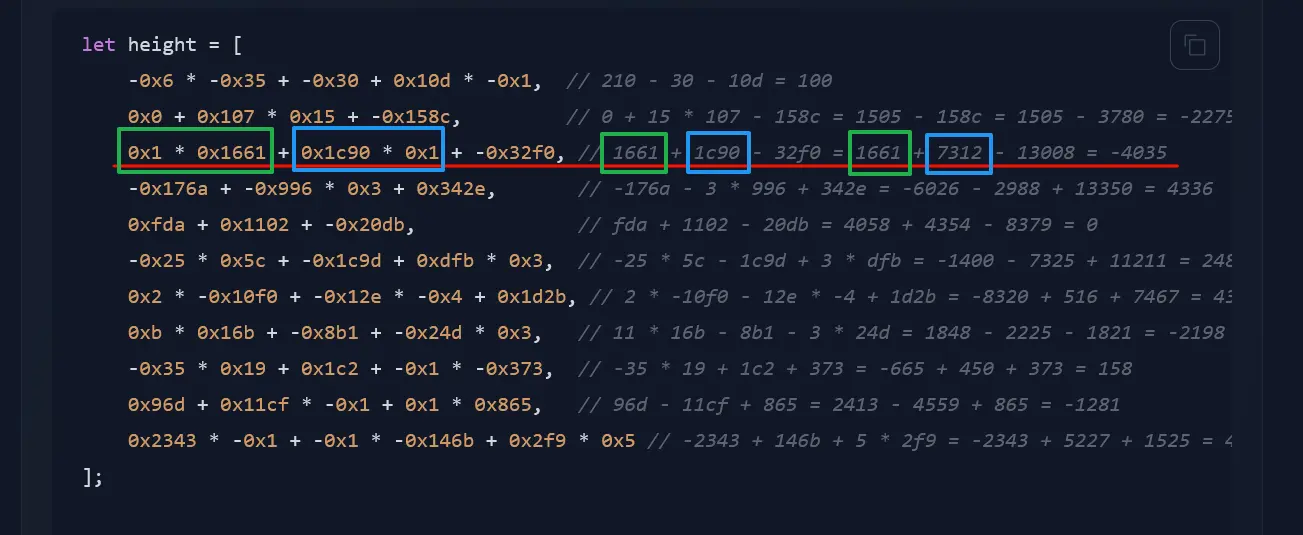 let height = [
-0x6 * -0x35 + -0x30 + 0x10d * -0x1, // 210 - 30 - 10d = 100
0x0 + 0x107 * 0x15 + -0x158c, // 0 + 15 * 107 - 158c = 1505 - 158c = 1505 - 3780 = -2275
0x1 * 0x1661 + 0x1c90 * 0x1 + -0x32f0, // 1661 + 1c90 - 32f0 = 1661 + 7312 - 13008 = -4035
-0x176a + -0x996 * 0x3 + 0x342e, // -176a - 3 * 996 + 342e = -6026 - 2988 + 13350 = 4336
0xfda + 0x1102 + -0x20db, // fda + 1102 - 20db = 4058 + 4354 - 8379 = 0
-0x25 * 0x5c + -0x1c9d + 0xdfb * 0x3, // -25 * 5c - 1c9d + 3 * dfb = -1400 - 7325 + 11211 = 248
0x2 * -0x10f0 + -0x12e * -0x4 + 0x1d2b, // 2 * -10f0 - 12e * -4 + 1d2b = -8320 + 516 + 7467 = 43
0xb * 0x16b + -0x8b1 + -0x24d * 0x3, // 11 * 16b - 8b1 - 3 * 24d = 1848 - 2225 - 1821 = -2198
-0x35 * 0x19 + 0x1c2 + -0x1 * -0x373, // -35 * 19 + 1c2 + 373 = -665 + 450 + 373 = 158
0x96d + 0x11cf * -0x1 + 0x1 * 0x865, // 96d - 11cf + 865 = 2413 - 4559 + 865 = -1281
0x2343 * -0x1 + -0x1 * -0x146b + 0x2f9 * 0x5 // -2343 + 146b + 5 * 2f9 = -2343 + 5227 + 1525 = 4
];